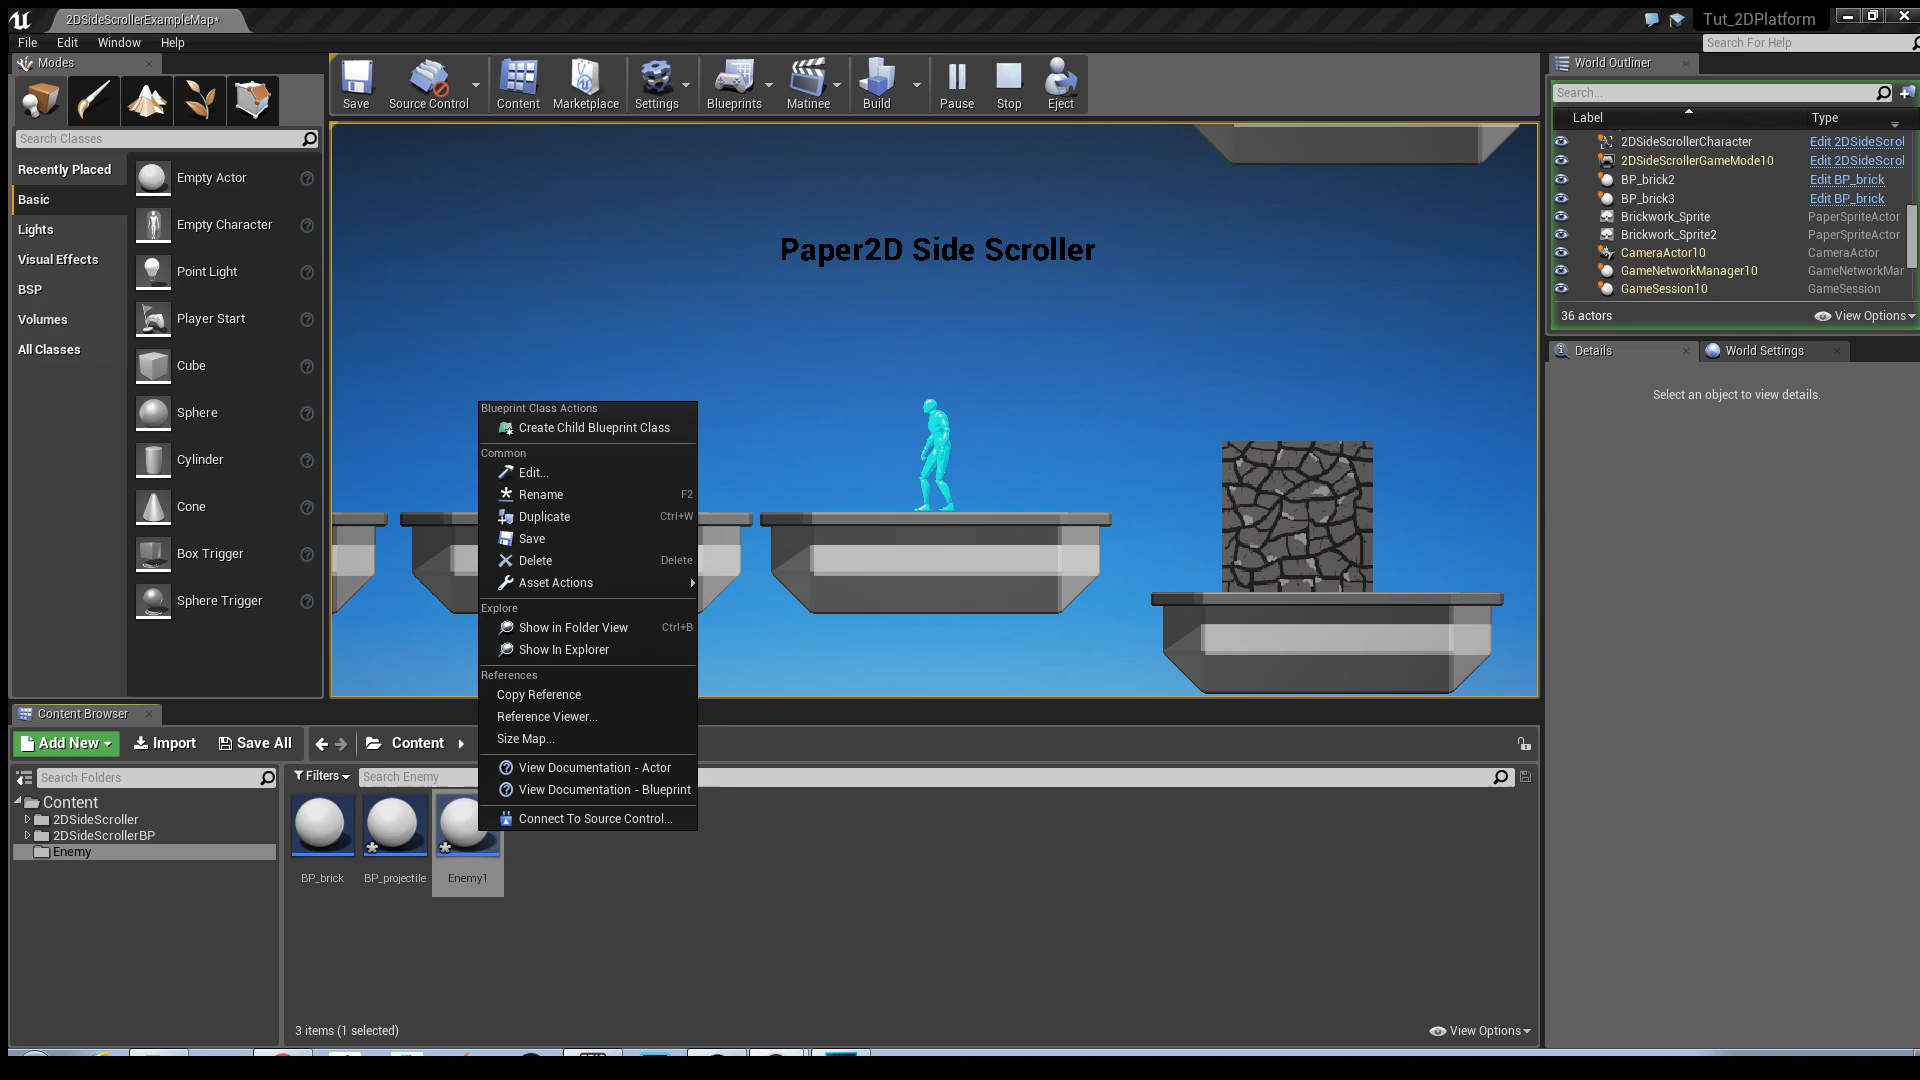 2DSideScrollerExampleMap*
Tut_2DPlatform
File Edit Window Help
Search For Help
Modes
Save
Source Control
Content
Marketplace
Settings
Blueprints
Matinee
Build
Pause
Stop
Eject
World Outliner
Search...
Label Type
2DSideScrollerCharacter Edit 2DSideScrol
2DSideScrollerGameMode10 Edit 2DSideScrol
BP_brick2 Edit BP_brick
BP_brick3 Edit BP_brick
Brickwork_Sprite PaperSpriteActor
Brickwork_Sprite2 PaperSpriteActor
CameraActor10 CameraActor
GameNetworkManager10 GameNetworkMar
GameSession10 GameSession
36 actors
View Options
Details
World Settings
Select an object to view details.
Search Classes
Recently Placed
Basic
Lights
Visual Effects
BSP
Volumes
All Classes
Empty Actor
Empty Character
Point Light
Player Start
Cube
Sphere
Cylinder
Cone
Box Trigger
Sphere Trigger
Paper2D Side Scroller
Blueprint Class Actions
Create Child Blueprint Class
Common
Edit...
Rename F2
Duplicate Ctrl+W
Save
Delete Delete
Asset Actions
Explore
Show in Folder View Ctrl+B
Show In Explorer
References
Copy Reference
Reference Viewer...
Size Map...
View Documentation - Actor
View Documentation - Blueprint
Connect To Source Control...
Content Browser
Add New
Import
Save All
Content
Search Folders
Filters
Search Enemy
Content
2DSideScroller
2DSideScrollerBP
Enemy
BP_brick
BP_projectile
Enemy1
3 items (1 selected)
View Options